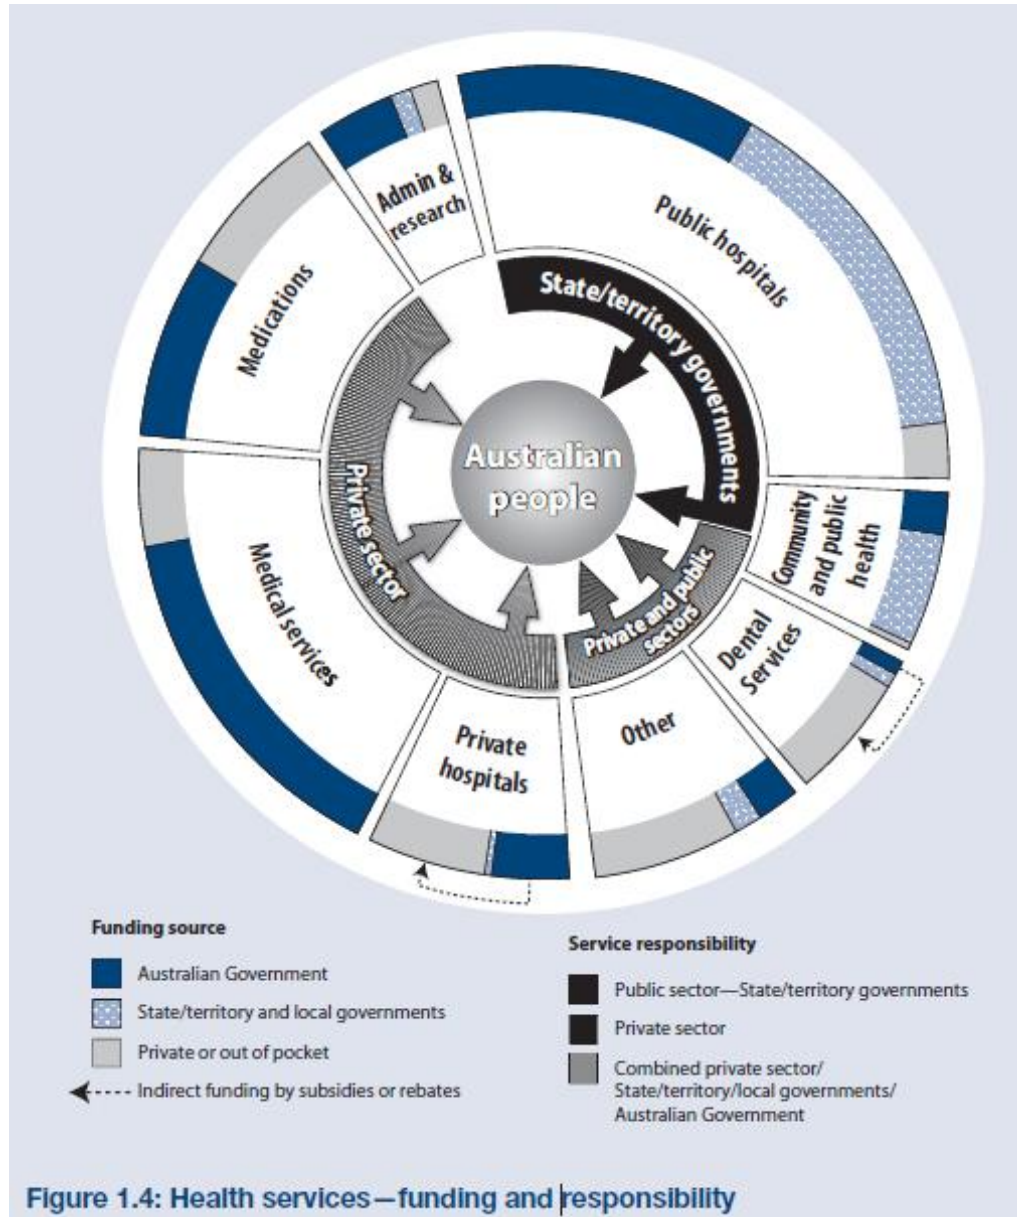 Admin &
research
Public hospitals
Medications
State/territory governments
Australian
people
Private sector
Community
and public
health
Medical services
Private and public
sectors
Dental
Services
Other
Private
hospitals
Funding source
Australian Government
State/territory and local governments
Private or out of pocket
Indirect funding by subsidies or rebates
Service responsibility
Public sector—State/territory governments
Private sector
Combined private sector/
State/territory/local governments/
Australian Government
Figure 1.4: Health services—funding and responsibility